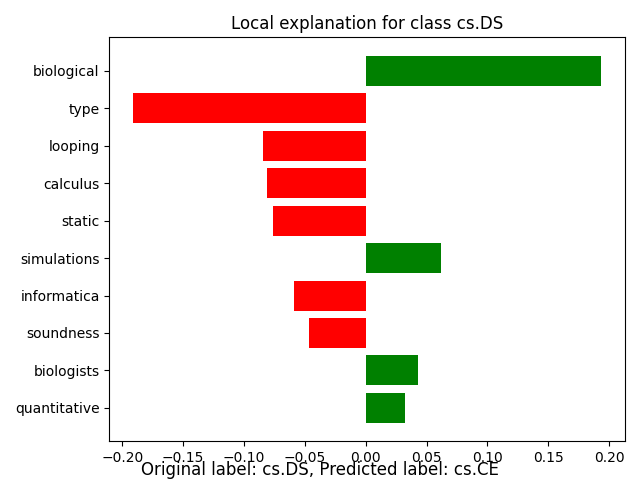 Local explanation for class cs.DS
biological
type
looping
calculus
static
simulations
informatica
soundness
biologists
quantitative
−0.20 −0.15 −0.10 −0.05 0.00 0.05 0.10 0.15 0.20
Original label: cs.DS, Predicted label: cs.CE